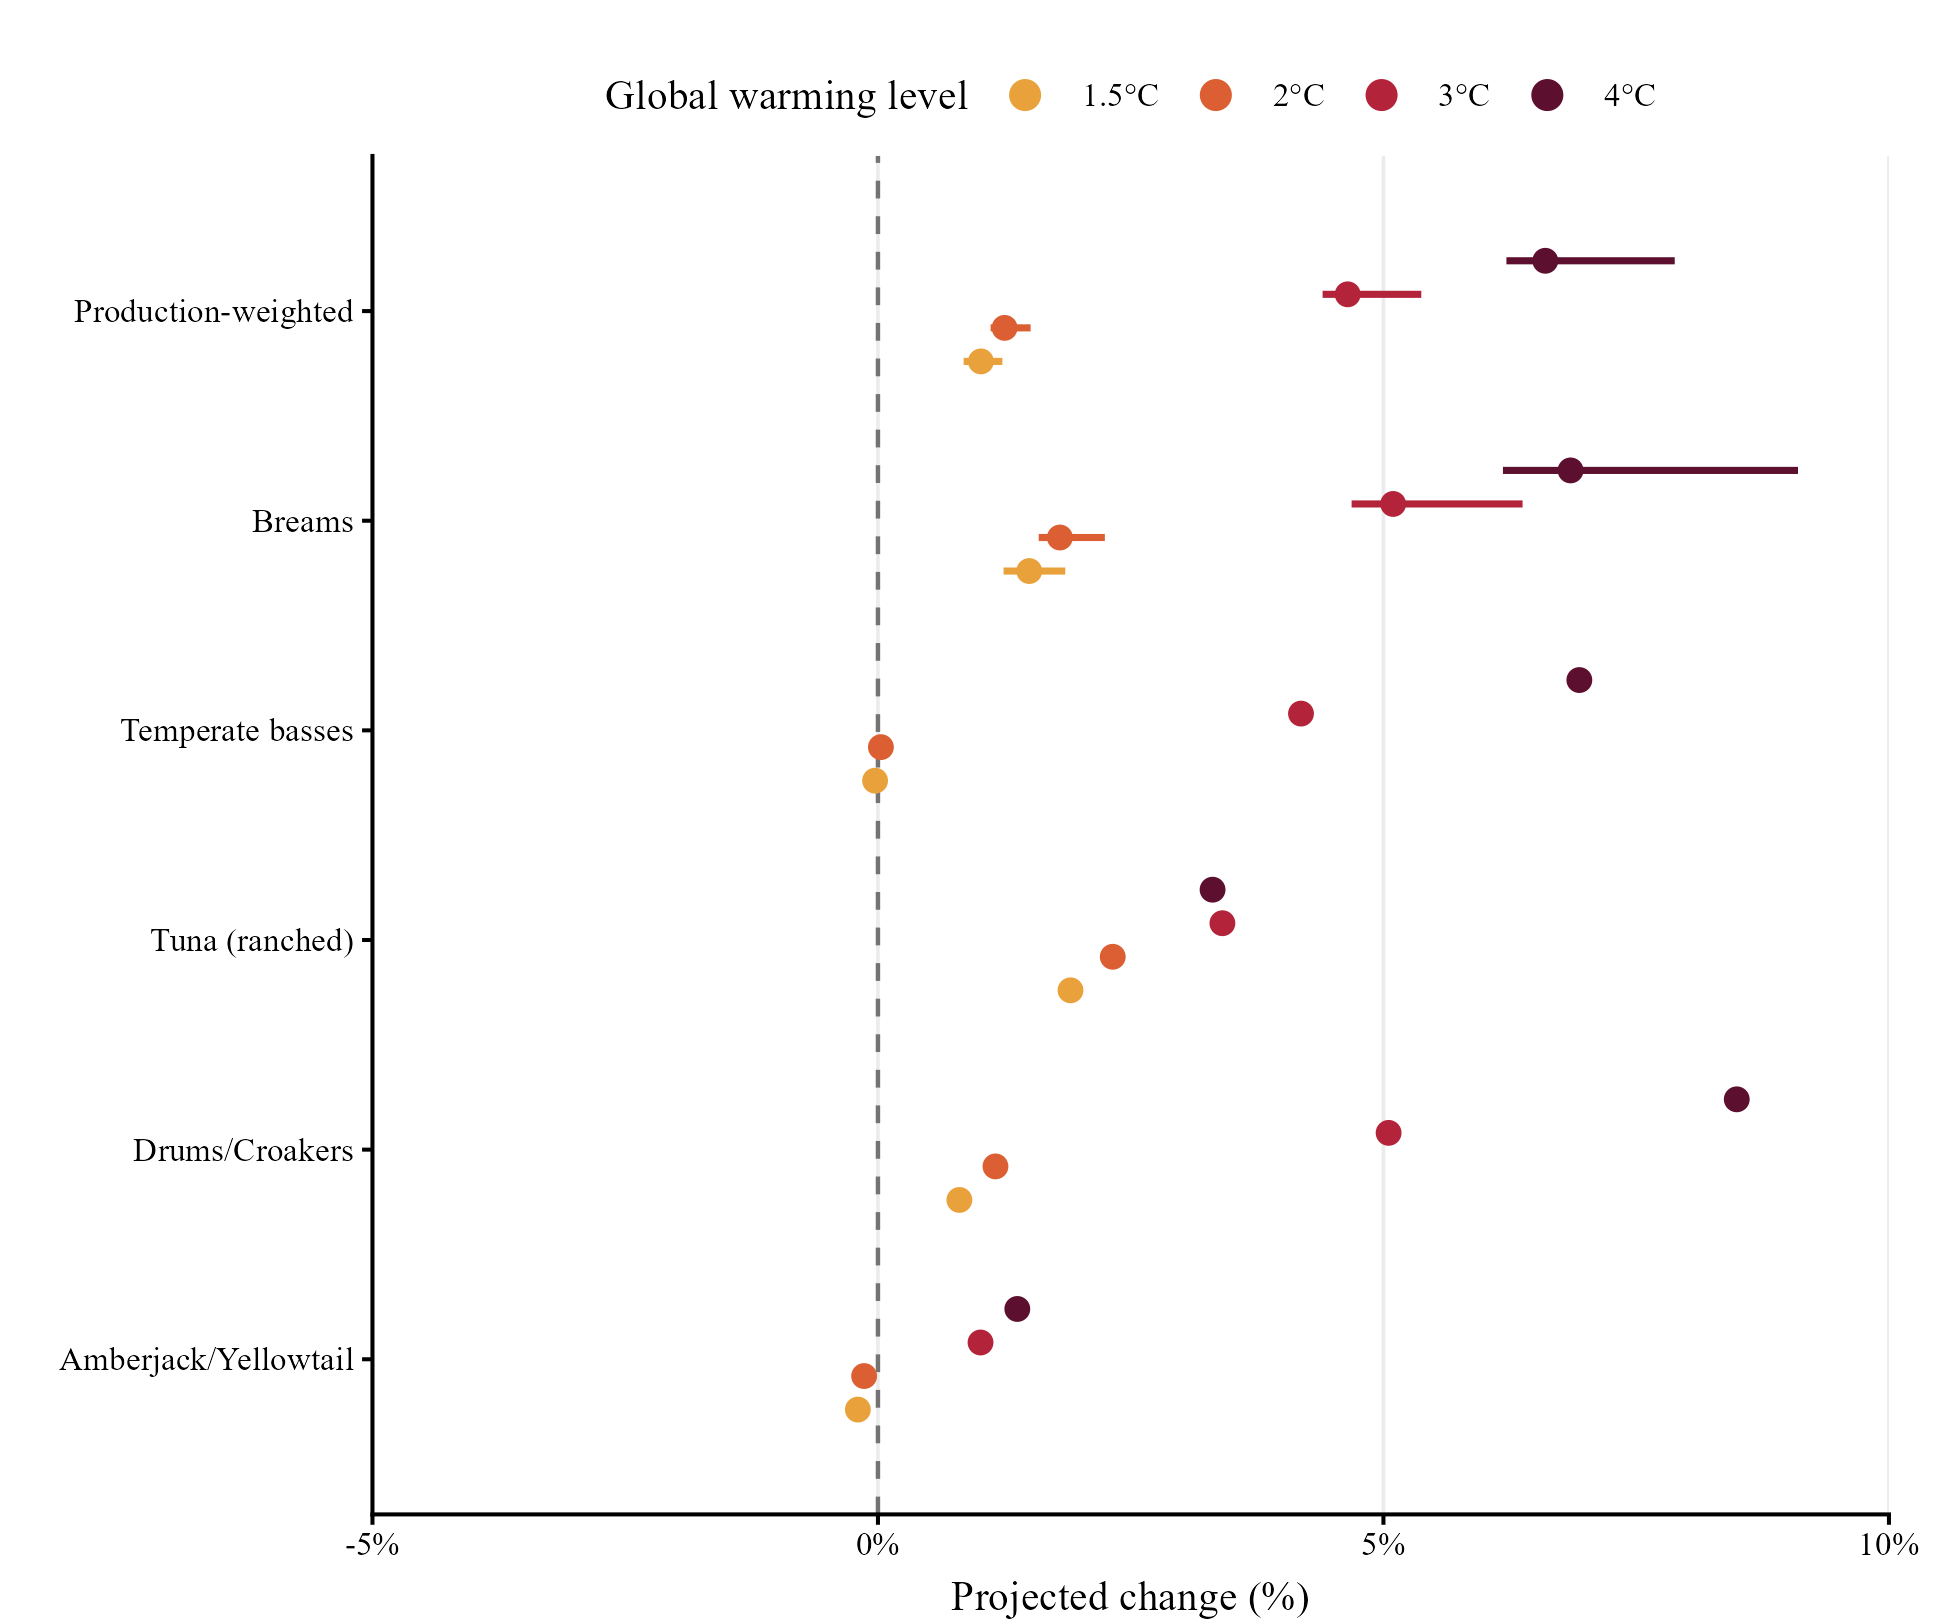 Global warming level 1.5°C 2°C 3°C 4°C
Production-weighted
Breams
Temperate basses
Tuna (ranched)
Drums/Croakers
Amberjack/Yellowtail
-5% 0% 5% 10%
Projected change (%)